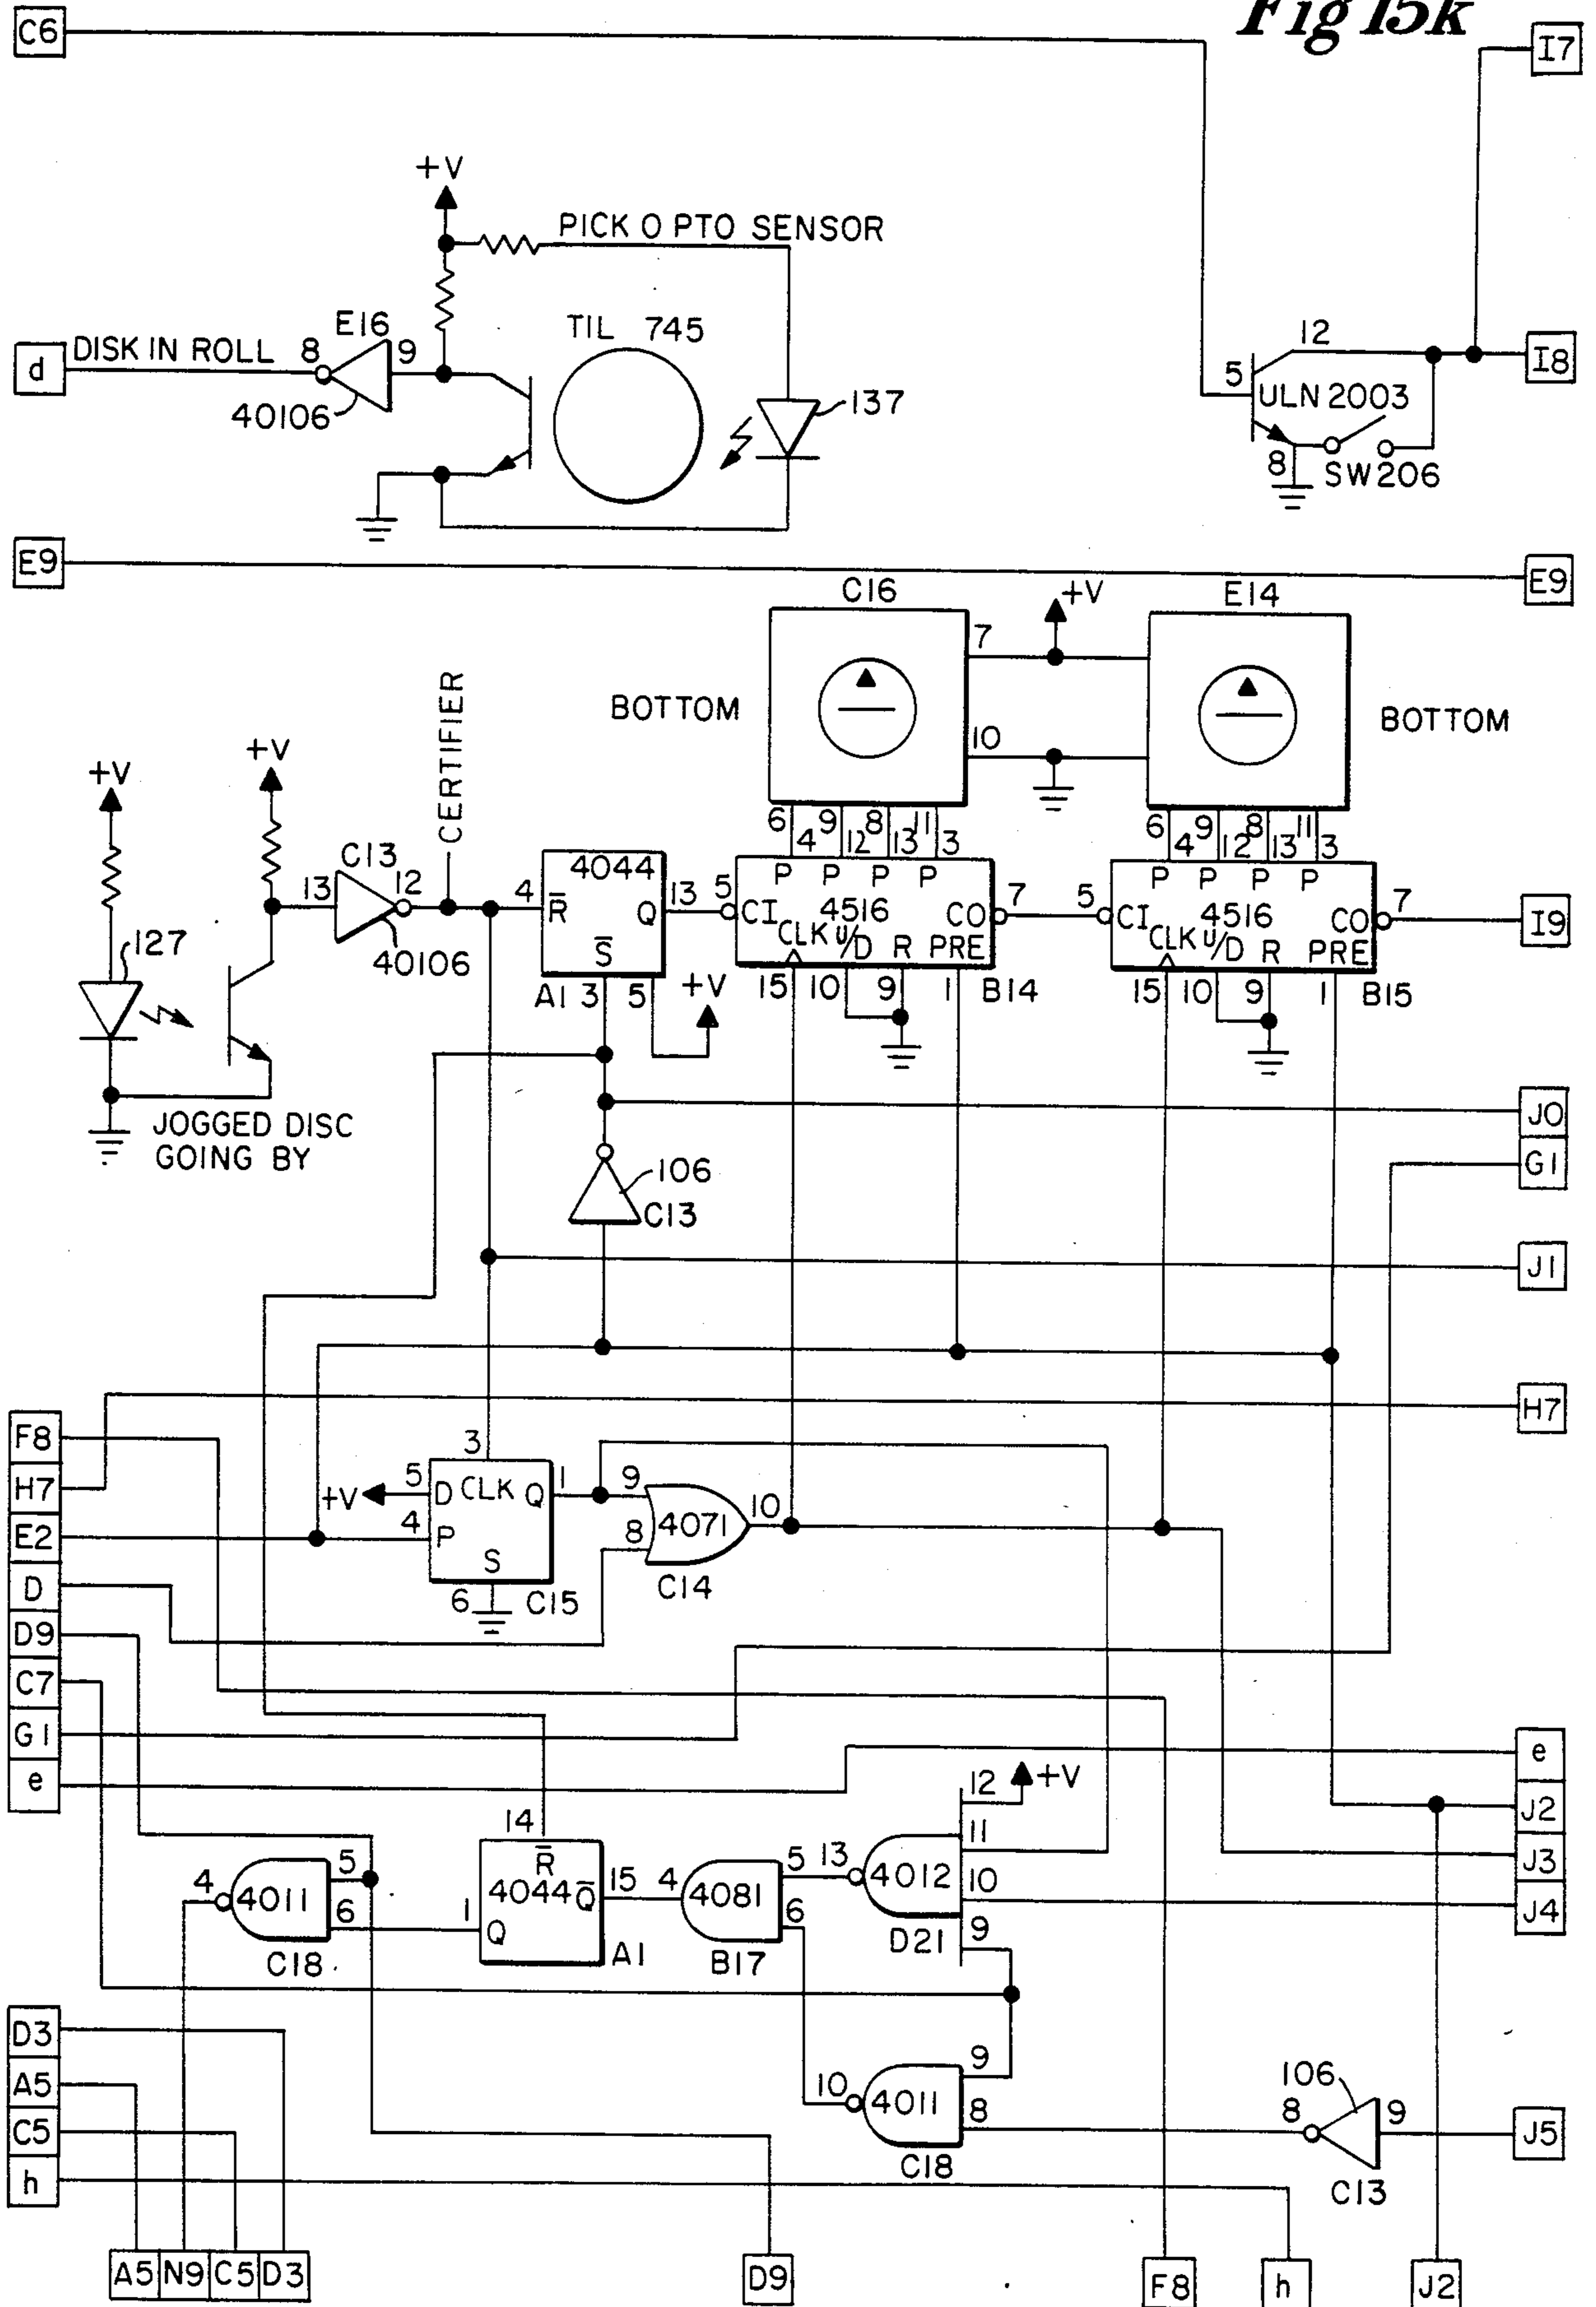 Fig 15k
C6
I7
+V
PICK O PTO SENSOR
E16
TIL 745
12
d
DISK IN ROLL
8
9
I8
5
137
ULN 2003
40106
8
SW206
E9
E9
C16
+V
E14
7
CERTIFIER
BOTTOM
BOTTOM
+V
10
+V
6 9 8 11
6 9 8 11
4 12 13 3
4 12 13 3
C13
4044
P P P P
P P P P
13
12
4
R
Q
13
5
CI
4516
CO
7
5
CI
4516
CO
7
I9
CLK U/D R PRE
CLK U/D R PRE
127
40106
S
+V
A1 3
5
15 10 9 1 B14
15 10 9 1 B15
JOGGED DISC
GOING BY
J0
G1
106
C13
J1
H7
F8
3
H7
+V
5
D CLK Q
1
9
10
4071
E2
4
P
8
S
C14
D
6
C15
D9
C7
G1
e
e
12
+V
J2
14
11
J3
R
5
4
5
13
4012
10
4
4011
4044 Q
15
4081
J4
6
1
Q
6
D21
9
C18
A1
B17
D3
9
106
A5
10
4011
8
8
9
C5
J5
C18
C13
h
A5 N9 C5 D3
D9
F8
h
J2